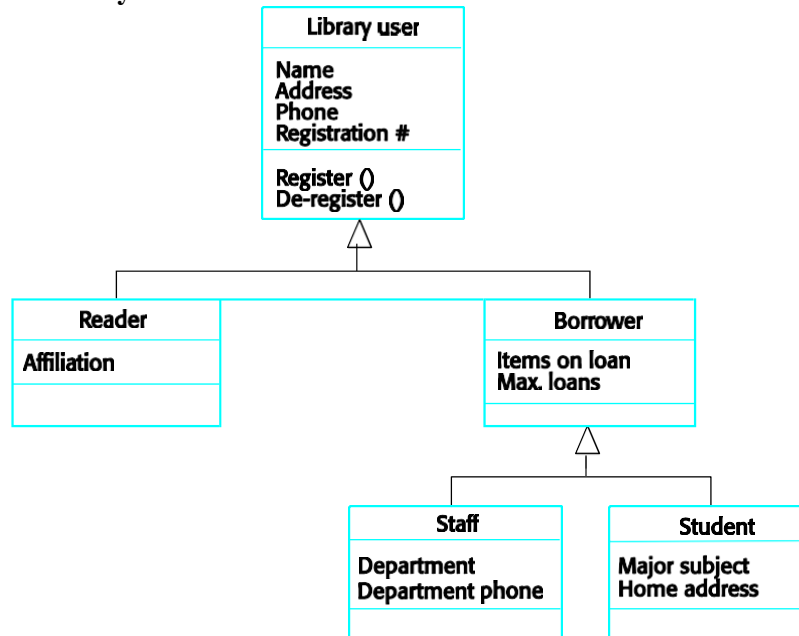 Library user
Name
Address
Phone
Registration #
Register ()
De-register ()
Reader
Affiliation
Borrower
Items on loan
Max. loans
Staff
Department
Department phone
Student
Major subject
Home address